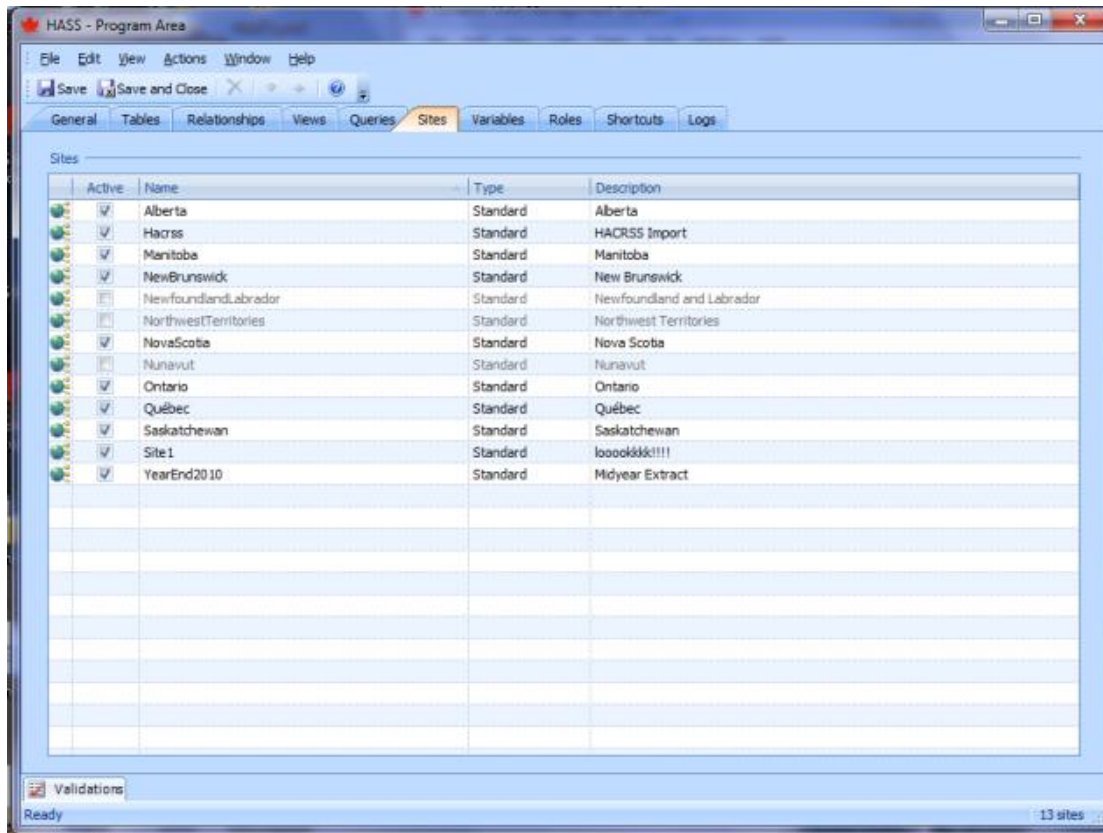 HASS - Program Area
File Edit View Actions Window Help
Save Save and Close
General Tables Relationships Views Queries Sites Variables Roles Shortcuts Logs
Sites
Active Name Type Description
Alberta Standard Alberta
Hacrss Standard HACRSS Import
Manitoba Standard Manitoba
NewBrunswick Standard New Brunswick
NewfoundlandLabrador Standard Newfoundland and Labrador
NorthwestTerritories Standard Northwest Territories
NovaScotia Standard Nova Scotia
Nunavut Standard Nunavut
Ontario Standard Ontario
Québec Standard Québec
Saskatchewan Standard Saskatchewan
Site1 Standard looookkkk!!!!
YearEnd2010 Standard Midyear Extract
Validations
Ready 13 sites